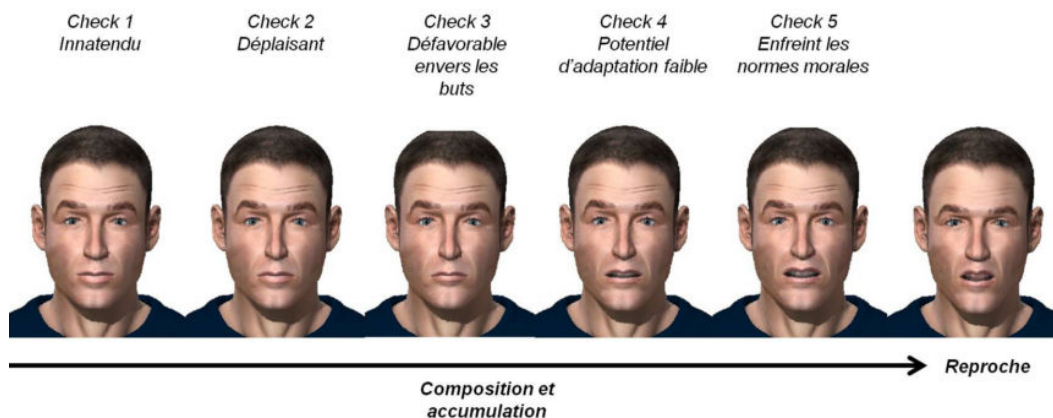 Check 1
Innatendu
Check 2
Déplaisant
Check 3
Défavorable
envers les
buts
Check 4
Potentiel
d'adaptation faible
Check 5
Enfreint les
normes morales
Reproche
Composition et
accumulation